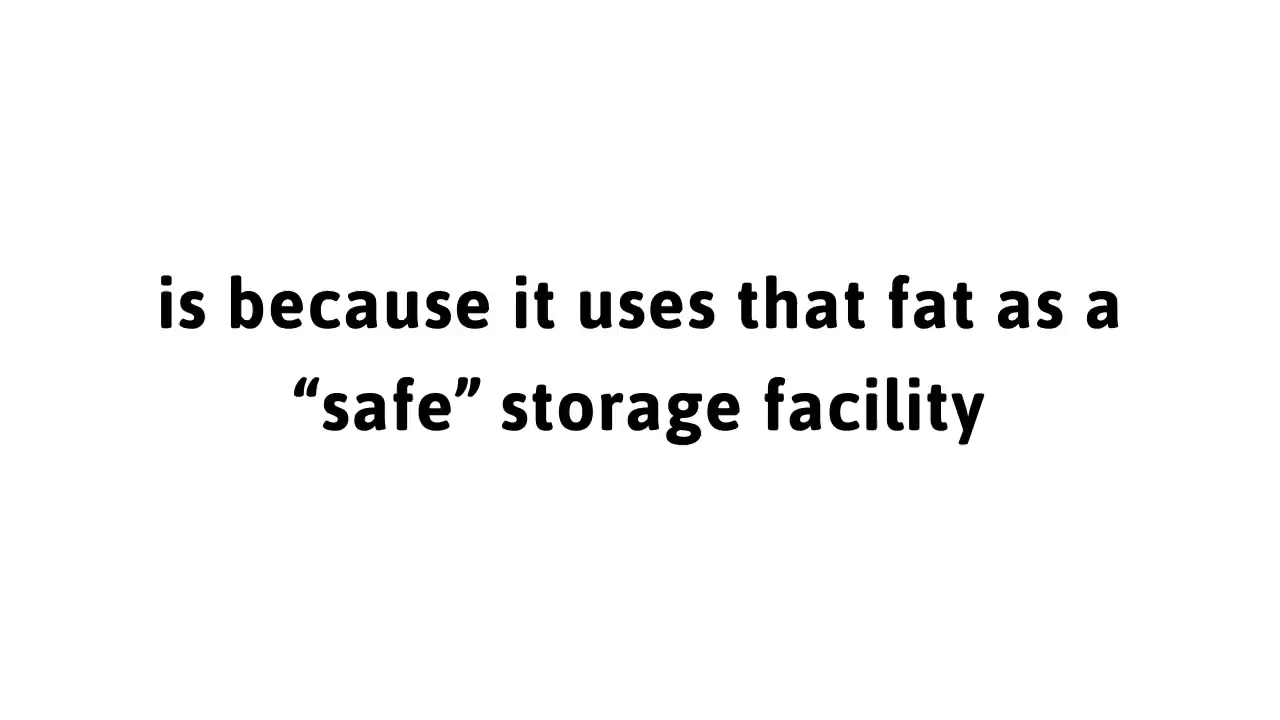 is because it uses that fat as a
“safe” storage facility